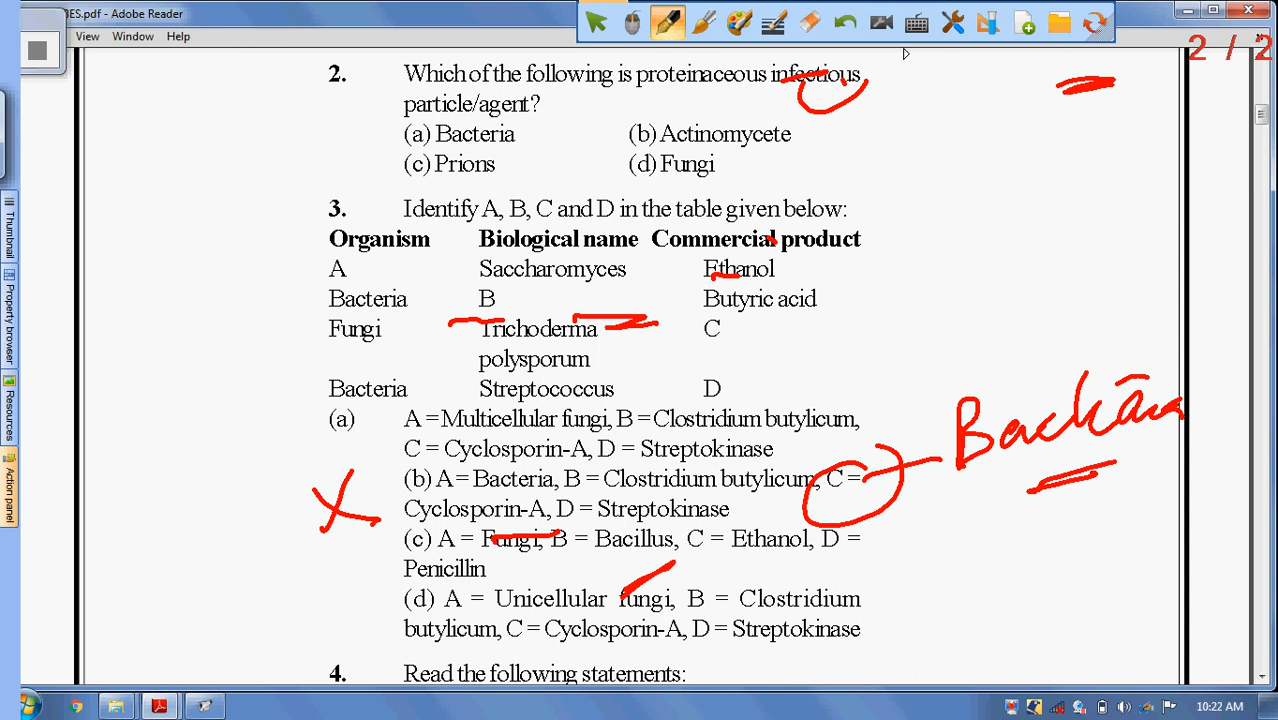 BES.pdf - Adobe Reader
View Window Help
2 / 2
2. Which of the following is proteinaceous infectious
particle/agent?
(a) Bacteria (b) Actinomycete
(c) Prions (d) Fungi
3. Identify A, B, C and D in the table given below:
Organism Biological name Commercial product
A Saccharomyces Ethanol
Bacteria B Butyric acid
Fungi Trichoderma C
polysporum
Bacteria Streptococcus D
(a) A = Multicellular fungi, B = Clostridium butylicum,
C = Cyclosporin-A, D = Streptokinase
(b) A = Bacteria, B = Clostridium butylicum, C =
Cyclosporin-A, D = Streptokinase
(c) A = Fungi, B = Bacillus, C = Ethanol, D =
Penicillin
(d) A = Unicellular fungi, B = Clostridium
butylicum, C = Cyclosporin-A, D = Streptokinase
4. Read the following statements:
Thumbnail
Property browser
Resources
Action panel
10:22 AM